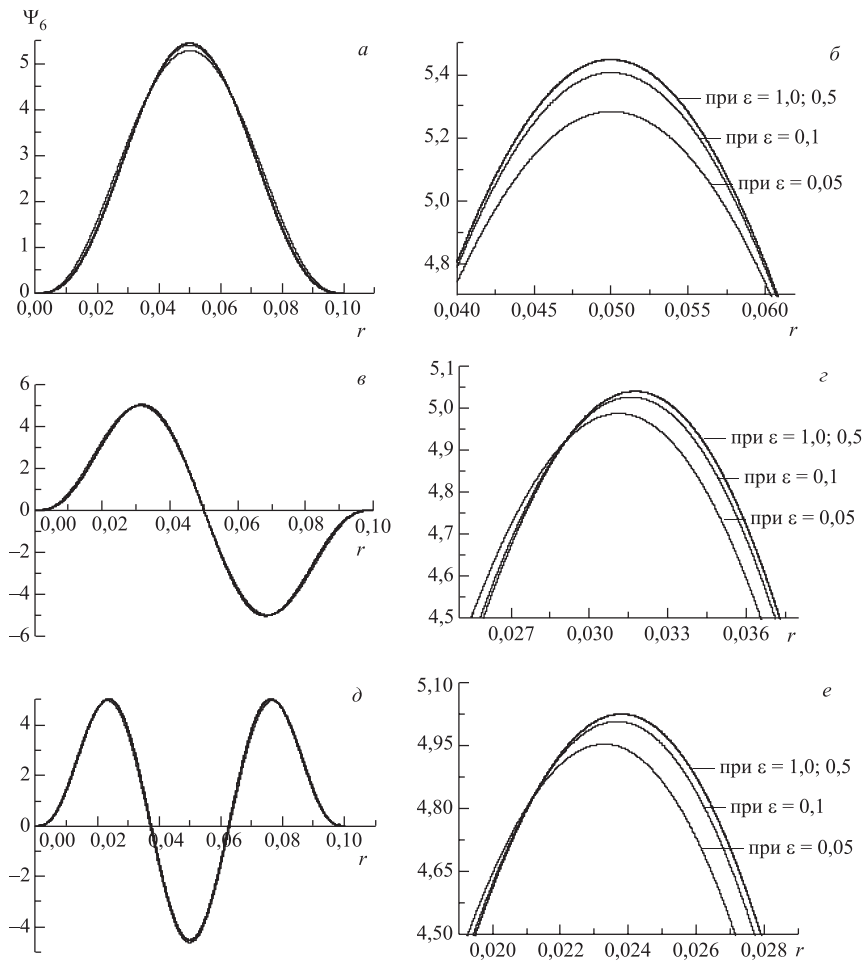 Ψ6
а
5
4
3
2
1
0
0,00 0,02 0,04 0,06 0,08 0,10
r
б
5,4
5,2
5,0
4,8
при ε = 1,0; 0,5
при ε = 0,1
при ε = 0,05
0,040 0,045 0,050 0,055 0,060
r
в
6
4
2
0
−2
−4
−6
0,00 0,02 0,04 0,06 0,08 0,10
r
г
5,1
5,0
4,9
4,8
4,7
4,6
4,5
при ε = 1,0; 0,5
при ε = 0,1
при ε = 0,05
0,027 0,030 0,033 0,036 r
д
4
2
0
−2
−4
0,00 0,02 0,04 0,06 0,08 0,10
r
е
5,10
4,95
4,80
4,65
4,50
при ε = 1,0; 0,5
при ε = 0,1
при ε = 0,05
0,020 0,022 0,024 0,026 0,028 r